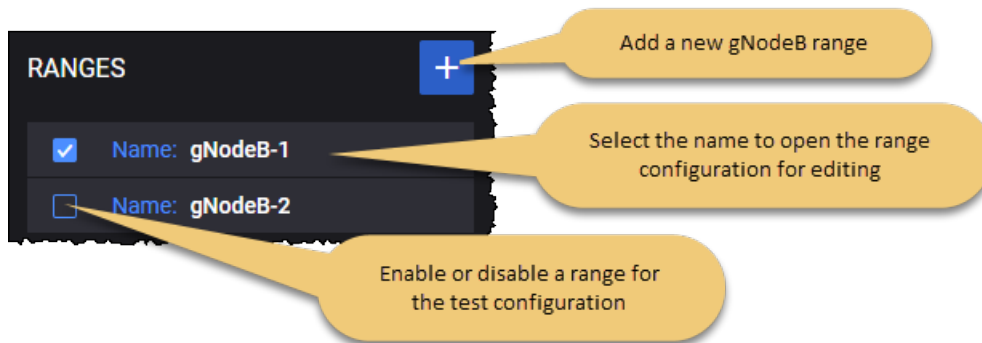 RANGES
+
Add a new gNodeB range
Name: gNodeB-1
Select the name to open the range
configuration for editing
Name: gNodeB-2
Enable or disable a range for
the test configuration